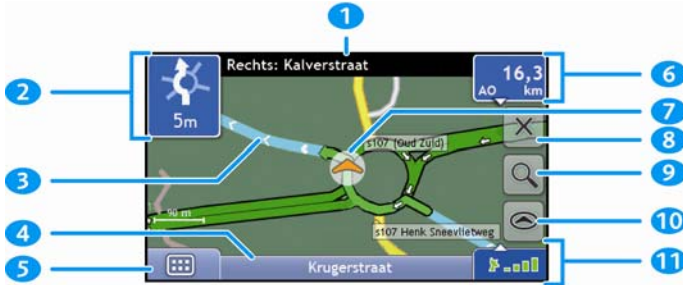 1
Rechts: Kalverstraat
2
5m
16,3
AO km
6
7
s107 (Oud Zuid)
8
3
9
90 m
4
s107 Henk Sneevlietweg
10
5
Krugerstraat
11